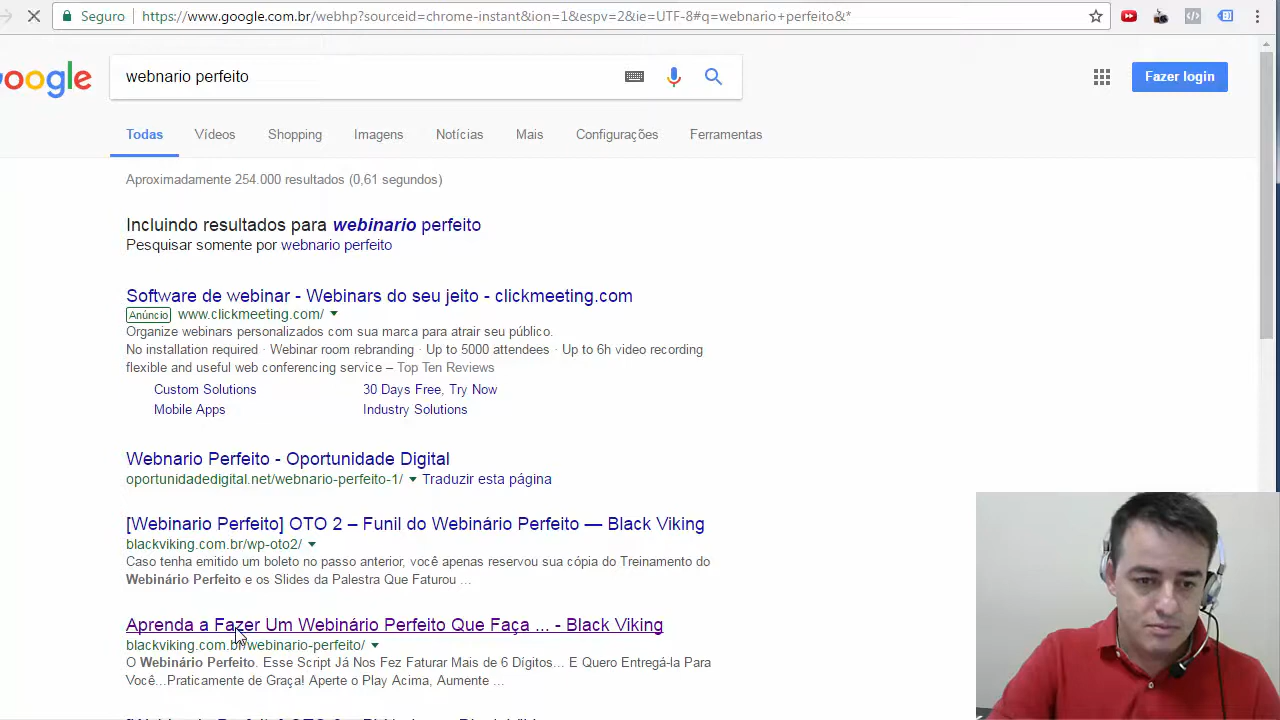 Seguro https://www.google.com.br/webhp?sourceid=chrome-instant&ion=1&espv=2&ie=UTF-8#q=webnario+perfeito&*
oogle webnario perfeito Fazer login
Todas Vídeos Shopping Imagens Notícias Mais Configurações Ferramentas
Aproximadamente 254.000 resultados (0,61 segundos)
Incluindo resultados para webinario perfeito
Pesquisar somente por webnario perfeito
Software de webinar - Webinars do seu jeito - clickmeeting.com
Anúncio www.clickmeeting.com/
Organize webinars personalizados com sua marca para atrair seu público.
No installation required · Webinar room rebranding · Up to 5000 attendees · Up to 6h video recording
flexible and useful web conferencing service – Top Ten Reviews
Custom Solutions 30 Days Free, Try Now
Mobile Apps Industry Solutions
Webnario Perfeito - Oportunidade Digital
oportunidadedigital.net/webnario-perfeito-1/ Traduzir esta página
[Webinario Perfeito] OTO 2 – Funil do Webinário Perfeito — Black Viking
blackviking.com.br/wp-oto2/
Caso tenha emitido um boleto no passo anterior, você apenas reservou sua cópia do Treinamento do
Webinário Perfeito e os Slides da Palestra Que Faturou ...
Aprenda a Fazer Um Webinário Perfeito Que Faça ... - Black Viking
blackviking.com.br/webinario-perfeito/
O Webinário Perfeito. Esse Script Já Nos Fez Faturar Mais de 6 Dígitos... E Quero Entregá-la Para
Você...Praticamente de Graça! Aperte o Play Acima, Aumente ...